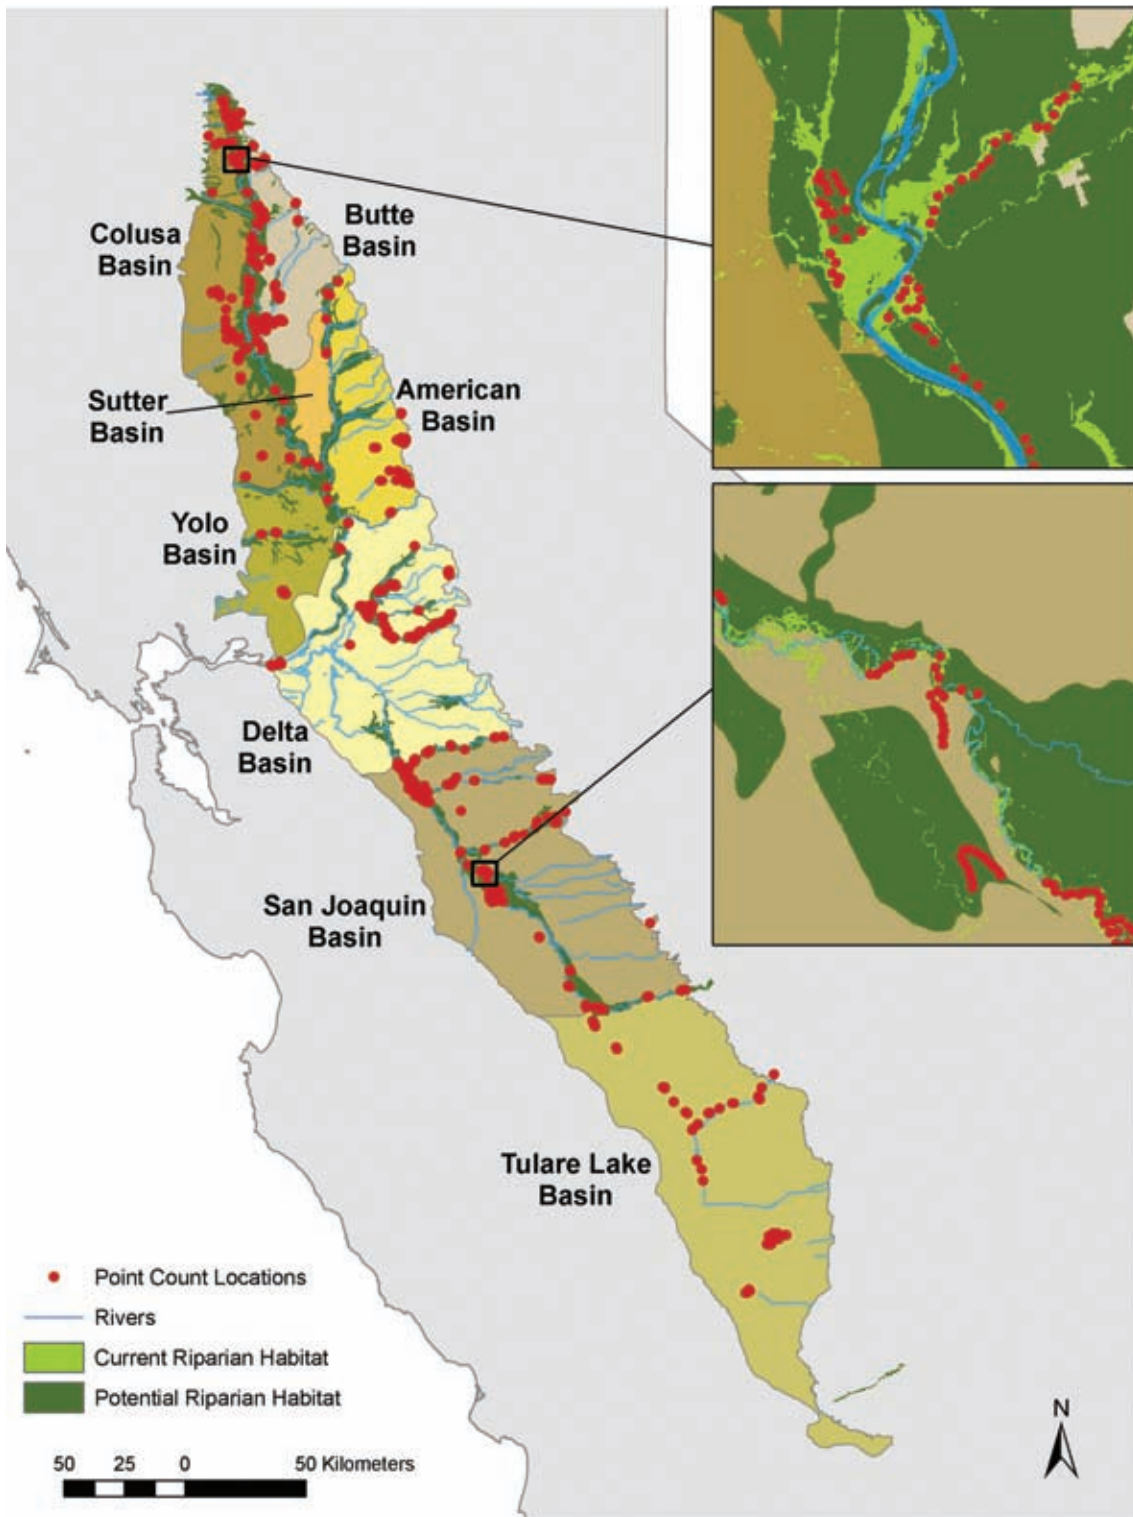 Colusa
Basin
Butte
Basin
Sutter
Basin
American
Basin
Yolo
Basin
Delta
Basin
San Joaquin
Basin
Tulare Lake
Basin
Point Count Locations
Rivers
Current Riparian Habitat
Potential Riparian Habitat
50 25 0 50 Kilometers
N